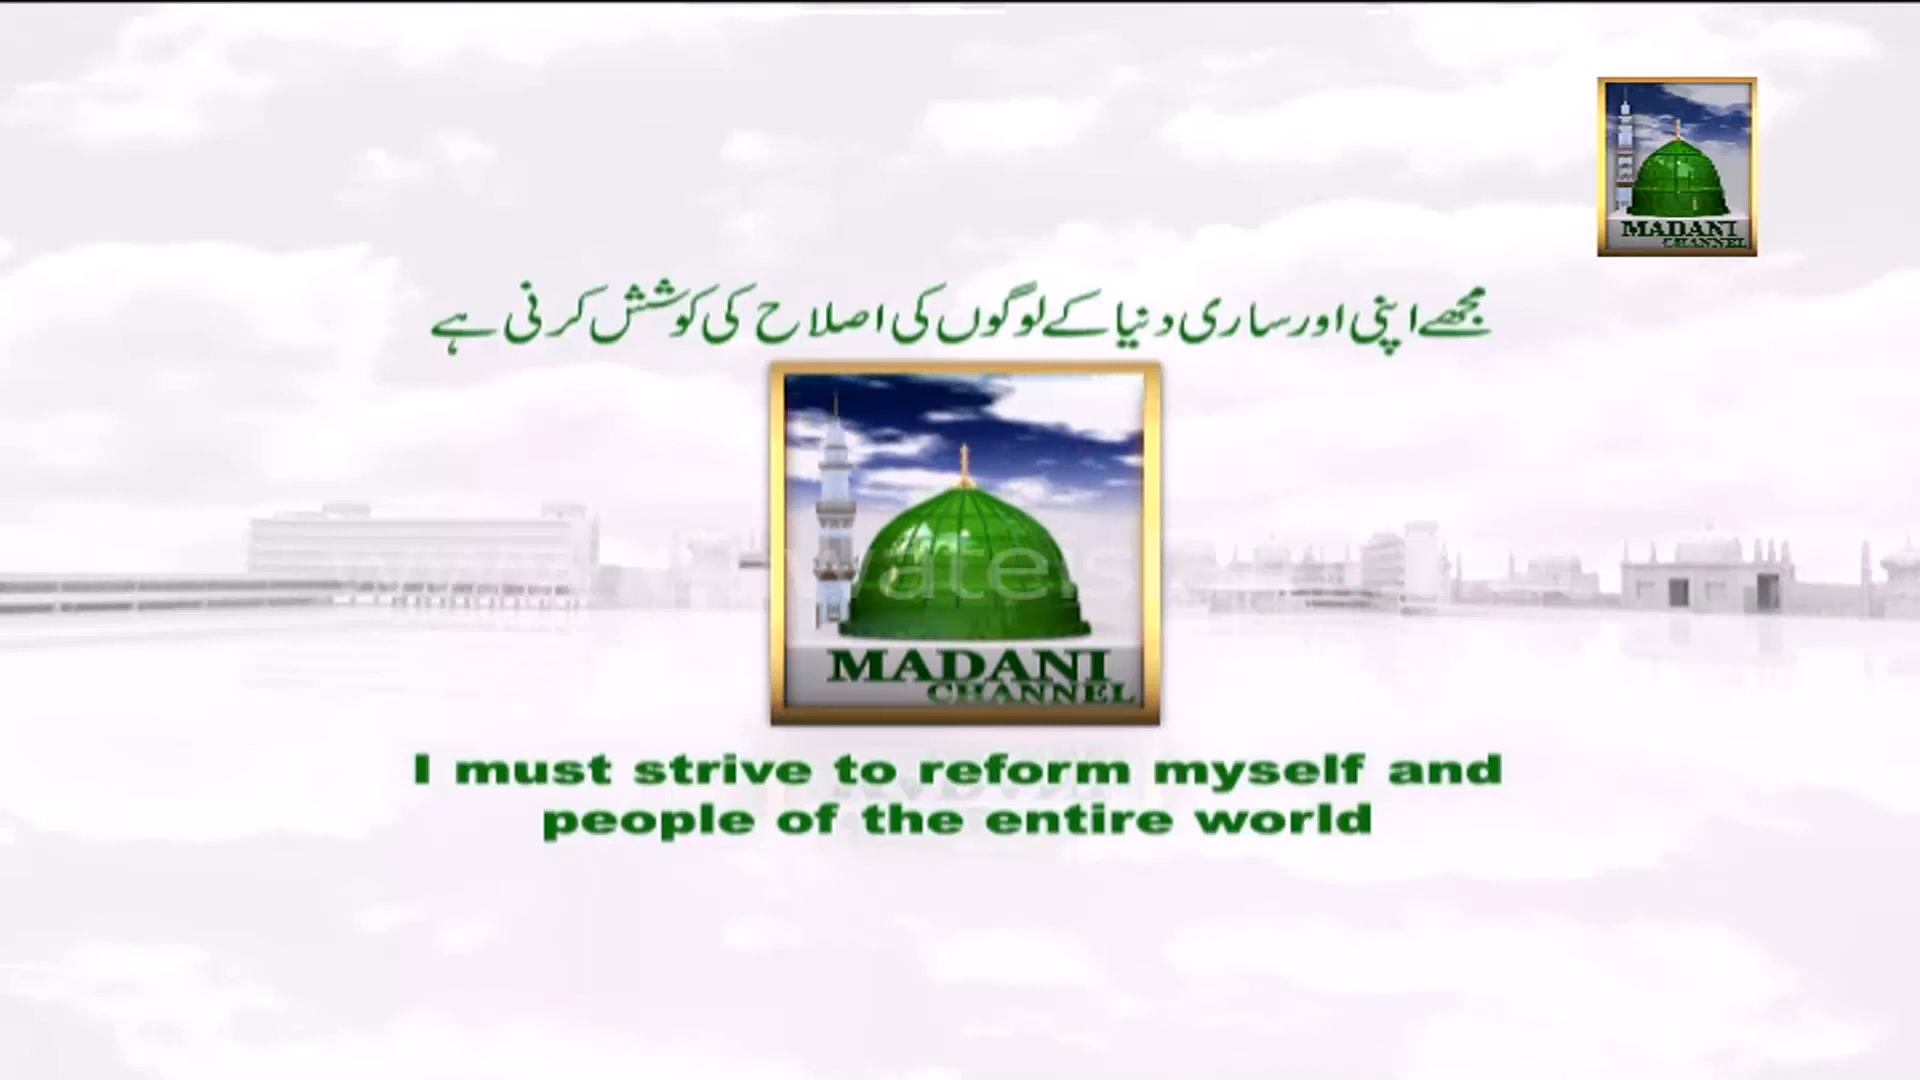 MADANI
CHANNEL
مجھے اپنی اور ساری دنیا کے لوگوں کی اصلاح کی کوشش کرنی ہے
MADANI
CHANNEL
I must strive to reform myself and
people of the entire world